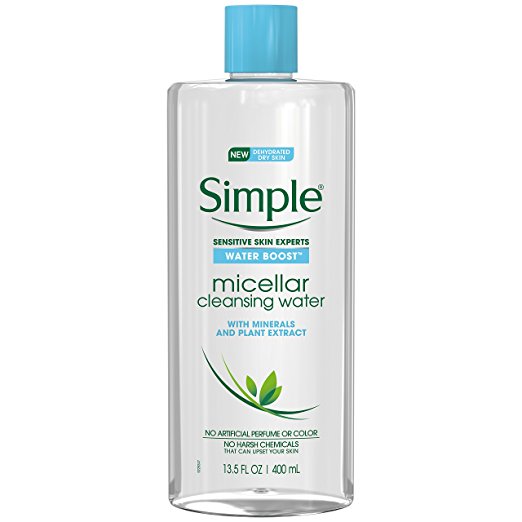 NEW DEHYDRATED
DRY SKIN
Simple®
SENSITIVE SKIN EXPERTS
WATER BOOST™
micellar
cleansing water
WITH MINERALS
AND PLANT EXTRACT
NO ARTIFICIAL PERFUME OR COLOR
NO HARSH CHEMICALS
THAT CAN UPSET YOUR SKIN
13.5 FL OZ | 400 mL